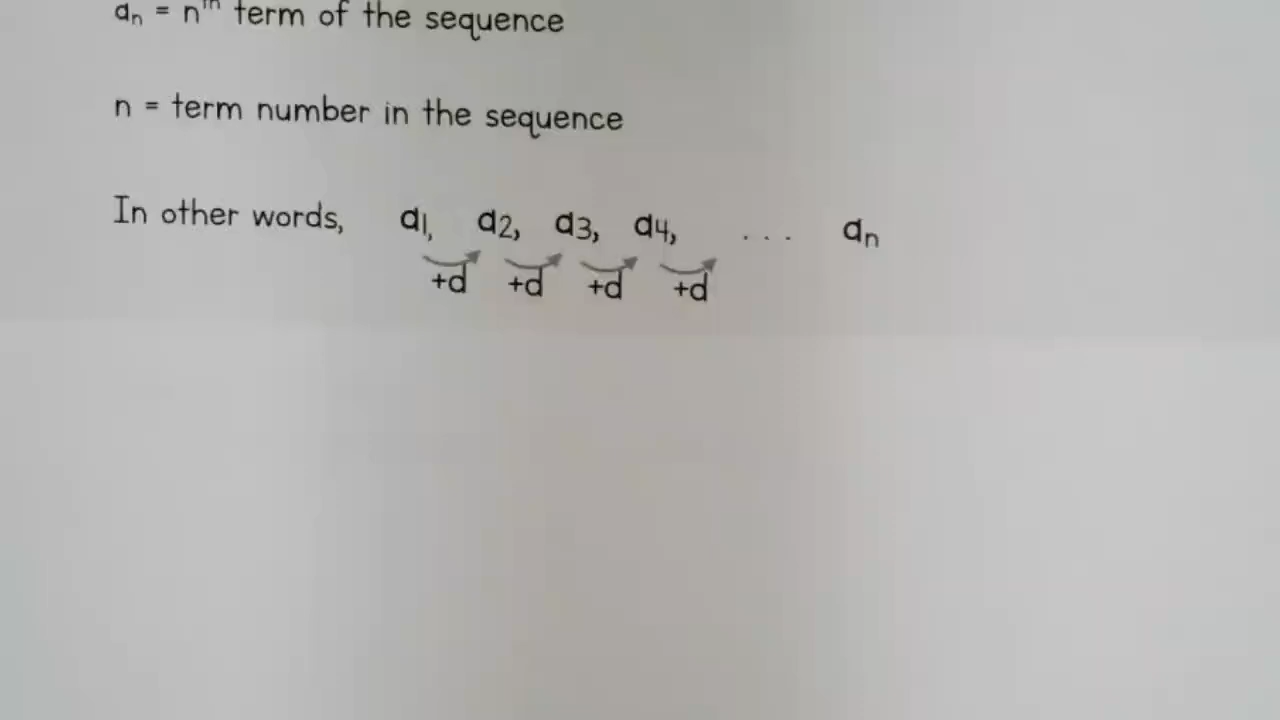 an = nth term of the sequence
n = term number in the sequence
In other words, a1, a2, a3, a4, ... an
+d +d +d +d